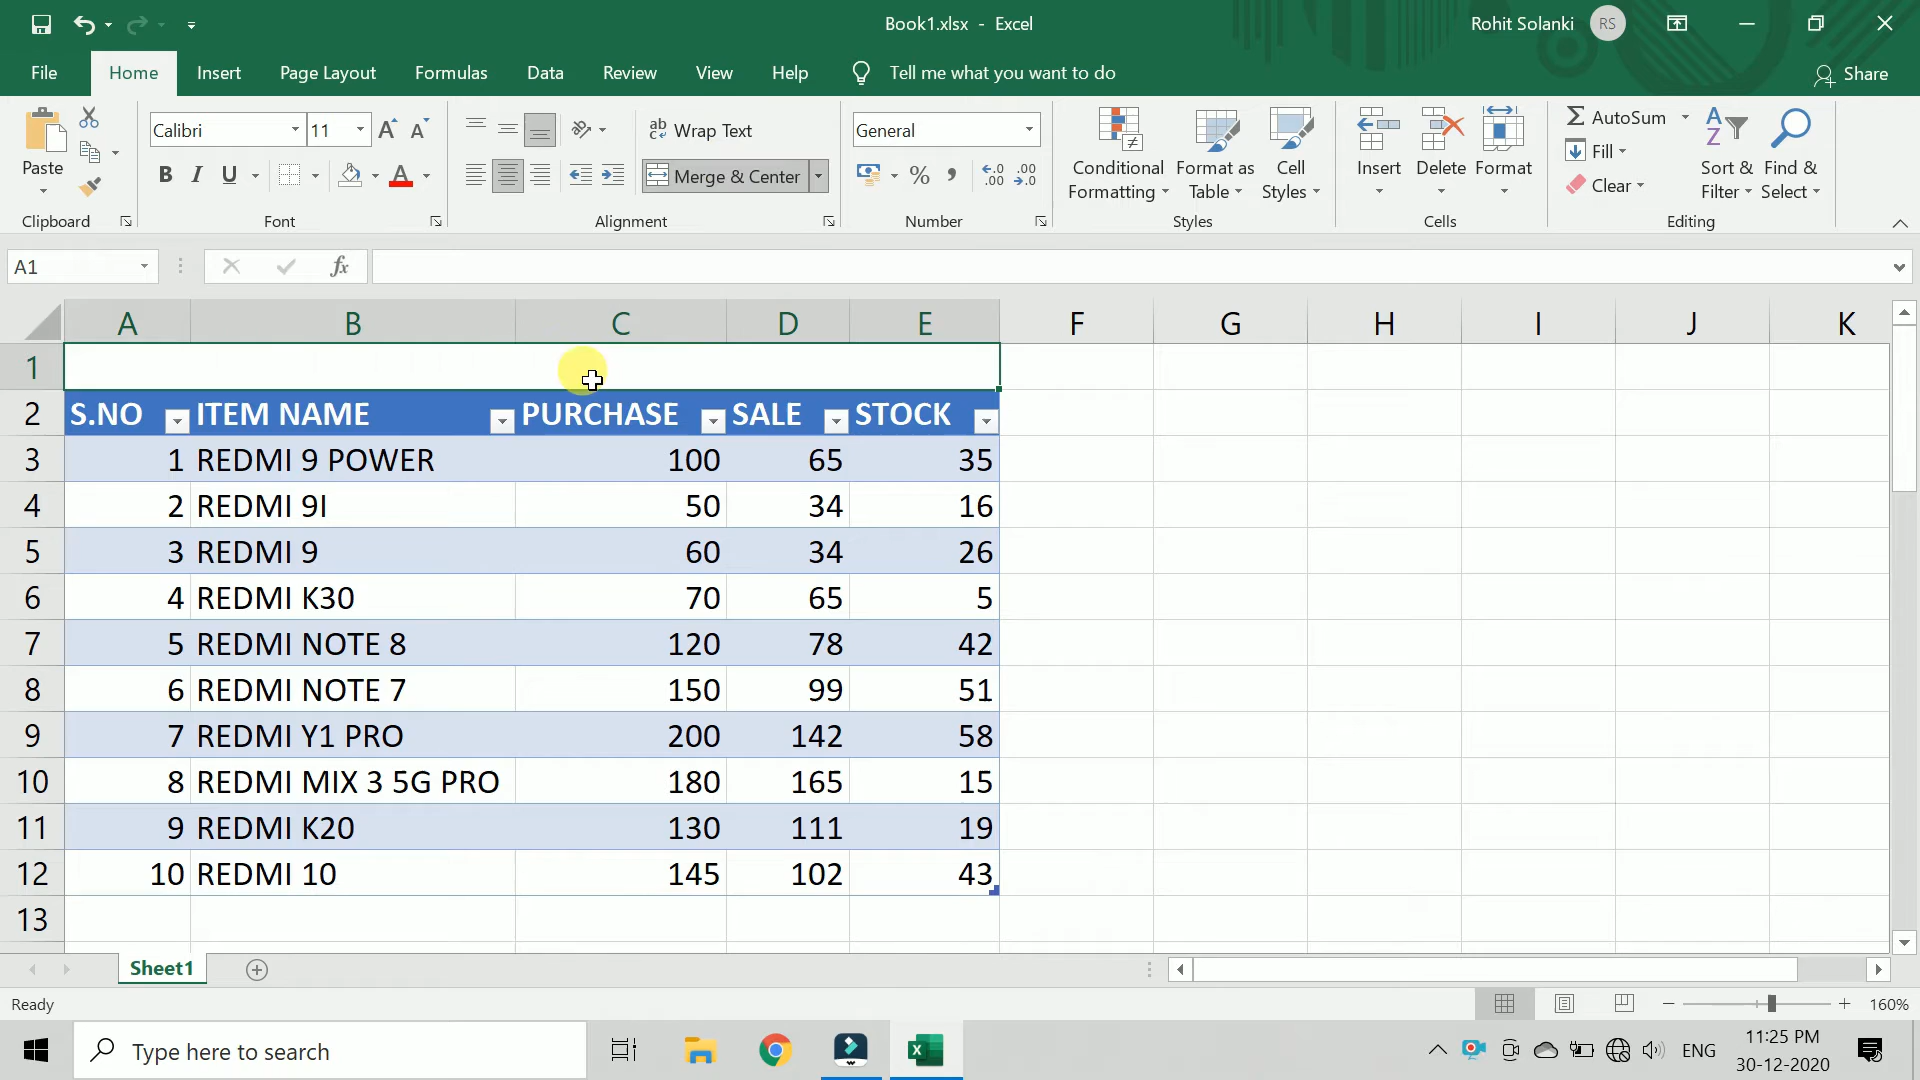 Book1.xlsx - Excel
Rohit Solanki RS
File Home Insert Page Layout Formulas Data Review View Help Tell me what you want to do Share
Paste
Clipboard
Calibri 11
B I U
Font
ab Wrap Text
Merge & Center
Alignment
General
% ,
Number
Conditional Formatting
Format as Table
Cell Styles
Styles
Insert Delete Format
Cells
AutoSum
Fill
Clear
Sort & Filter
Find & Select
Editing
A1 fx
A B C D E F G H I J K
1
2 S.NO ITEM NAME PURCHASE SALE STOCK
3 1 REDMI 9 POWER 100 65 35
4 2 REDMI 9I 50 34 16
5 3 REDMI 9 60 34 26
6 4 REDMI K30 70 65 5
7 5 REDMI NOTE 8 120 78 42
8 6 REDMI NOTE 7 150 99 51
9 7 REDMI Y1 PRO 200 142 58
10 8 REDMI MIX 3 5G PRO 180 165 15
11 9 REDMI K20 130 111 19
12 10 REDMI 10 145 102 43
13
Sheet1
Ready 160%
Type here to search ENG 11:25 PM
30-12-2020